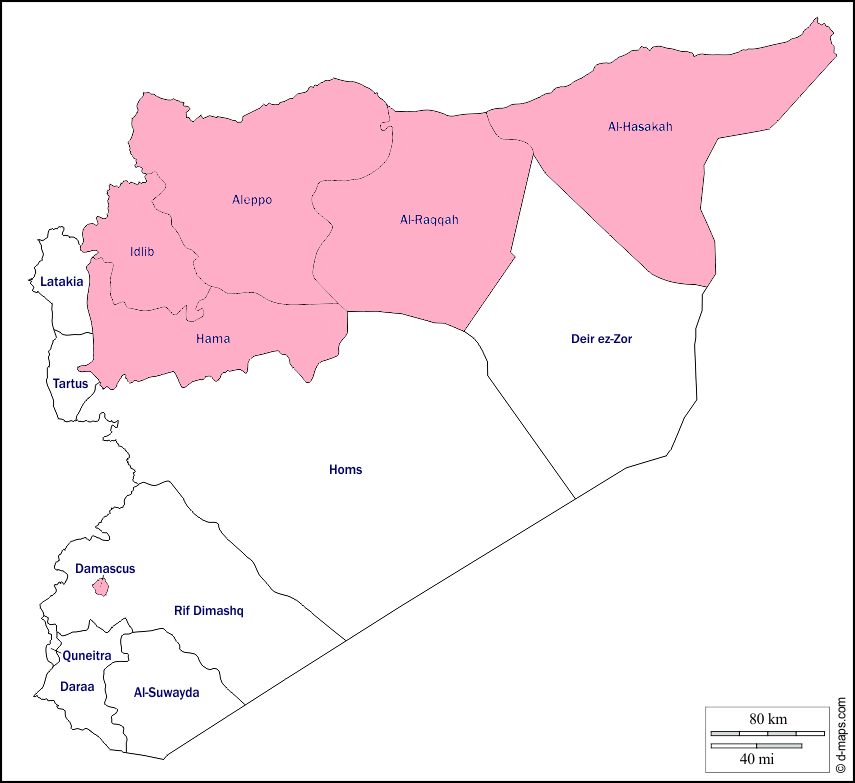 Al-Hasakah
Aleppo
Al-Raqqah
Idlib
Latakia
Hama
Deir ez-Zor
Tartus
Homs
Damascus
Rif Dimashq
Quneitra
Daraa
Al-Suwayda
80 km
40 mi
© d-maps.com